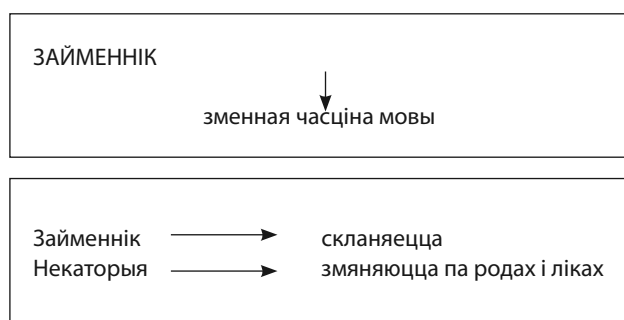 ЗАЙМЕННІК
зменная часціна мовы
Займеннік скланяецца
Некаторыя змяняюцца па родах і ліках